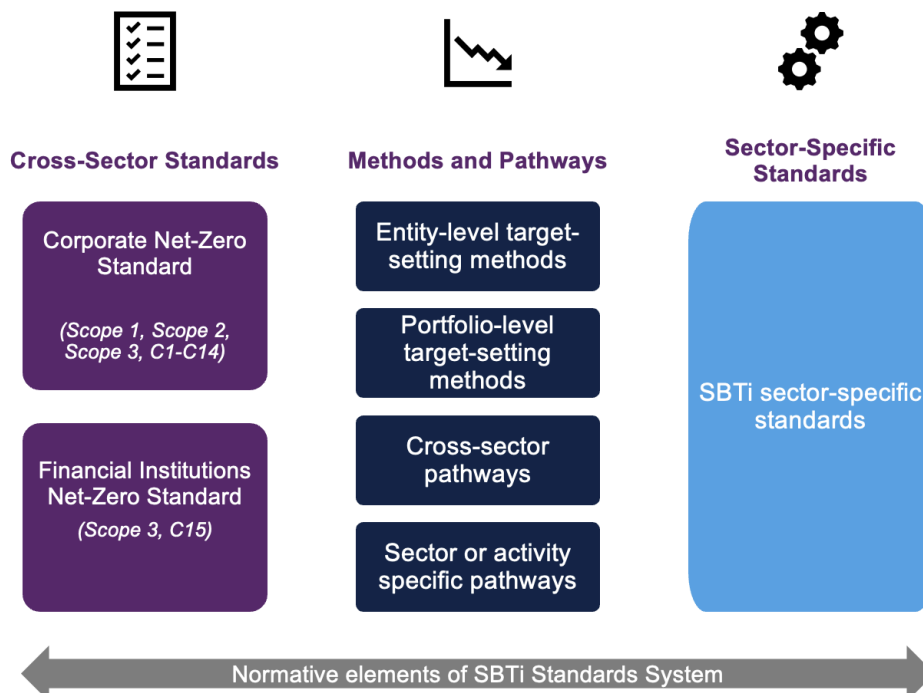 Cross-Sector Standards
Corporate Net-Zero
Standard
(Scope 1, Scope 2,
Scope 3, C1-C14)
Financial Institutions
Net-Zero Standard
(Scope 3, C15)
Methods and Pathways
Entity-level target-
setting methods
Portfolio-level
target-setting
methods
Cross-sector
pathways
Sector or activity
specific pathways
Sector-Specific
Standards
SBTi sector-specific
standards
Normative elements of SBTi Standards System